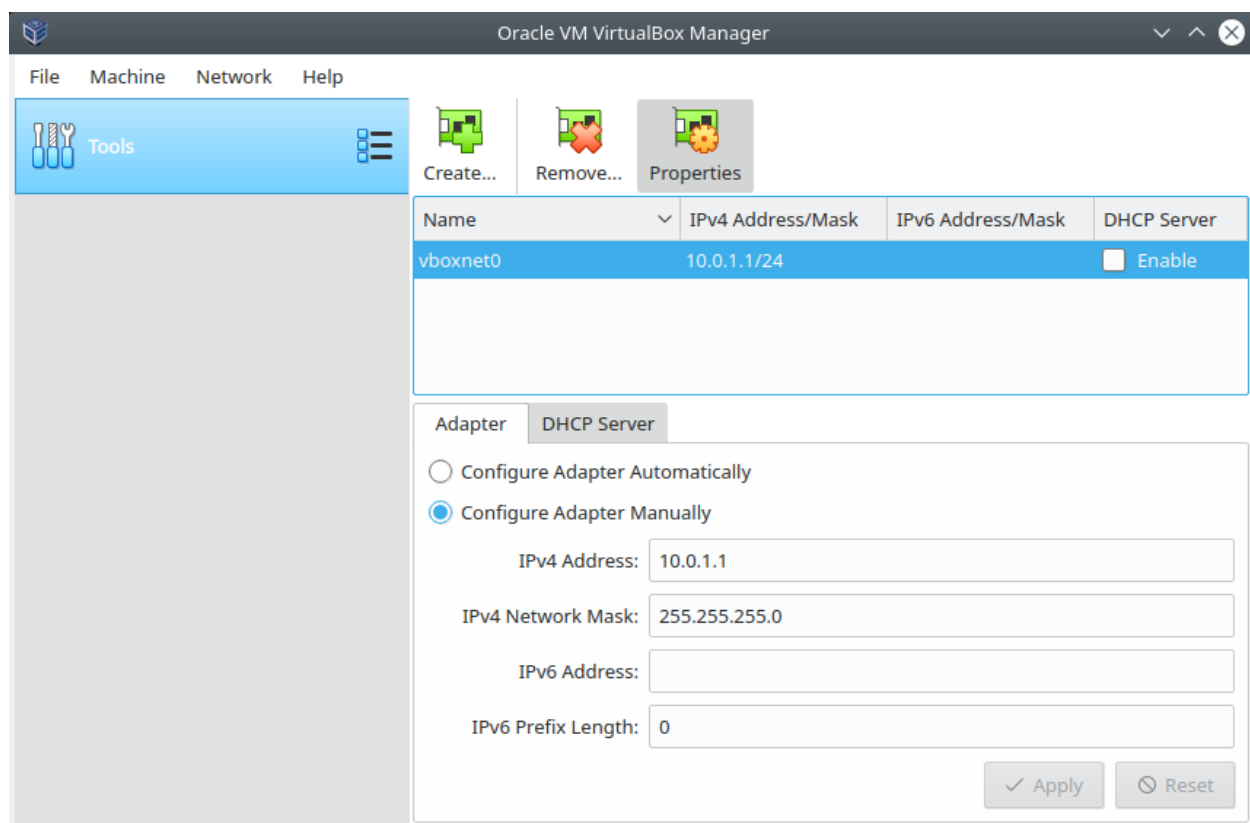 Oracle VM VirtualBox Manager
File Machine Network Help
Tools
Create... Remove... Properties
Name IPv4 Address/Mask IPv6 Address/Mask DHCP Server
vboxnet0 10.0.1.1/24 Enable
Adapter DHCP Server
Configure Adapter Automatically
Configure Adapter Manually
IPv4 Address: 10.0.1.1
IPv4 Network Mask: 255.255.255.0
IPv6 Address:
IPv6 Prefix Length: 0
Apply Reset